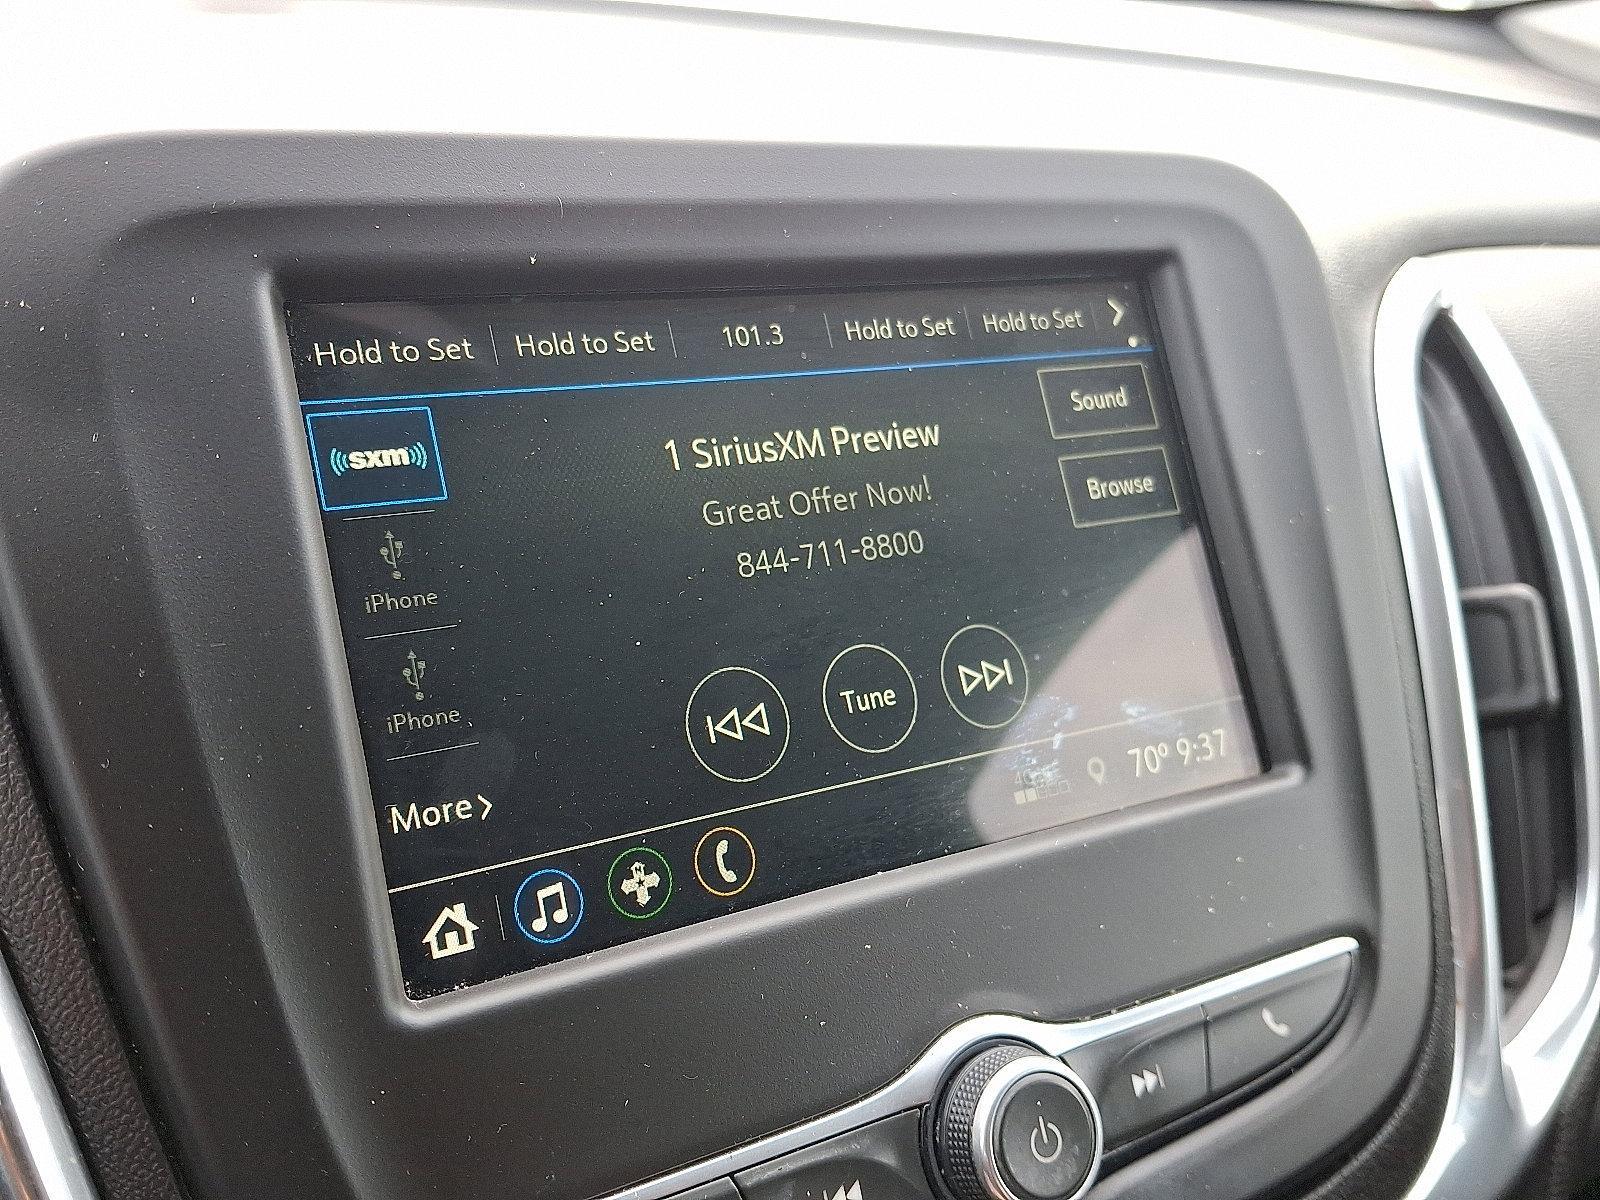 Hold to Set
Hold to Set
101.3
Hold to Set
Hold to Set
sxm
1 SiriusXM Preview
Sound
Great Offer Now!
Browse
844-711-8800
iPhone
iPhone
Tune
More
70° 9:37